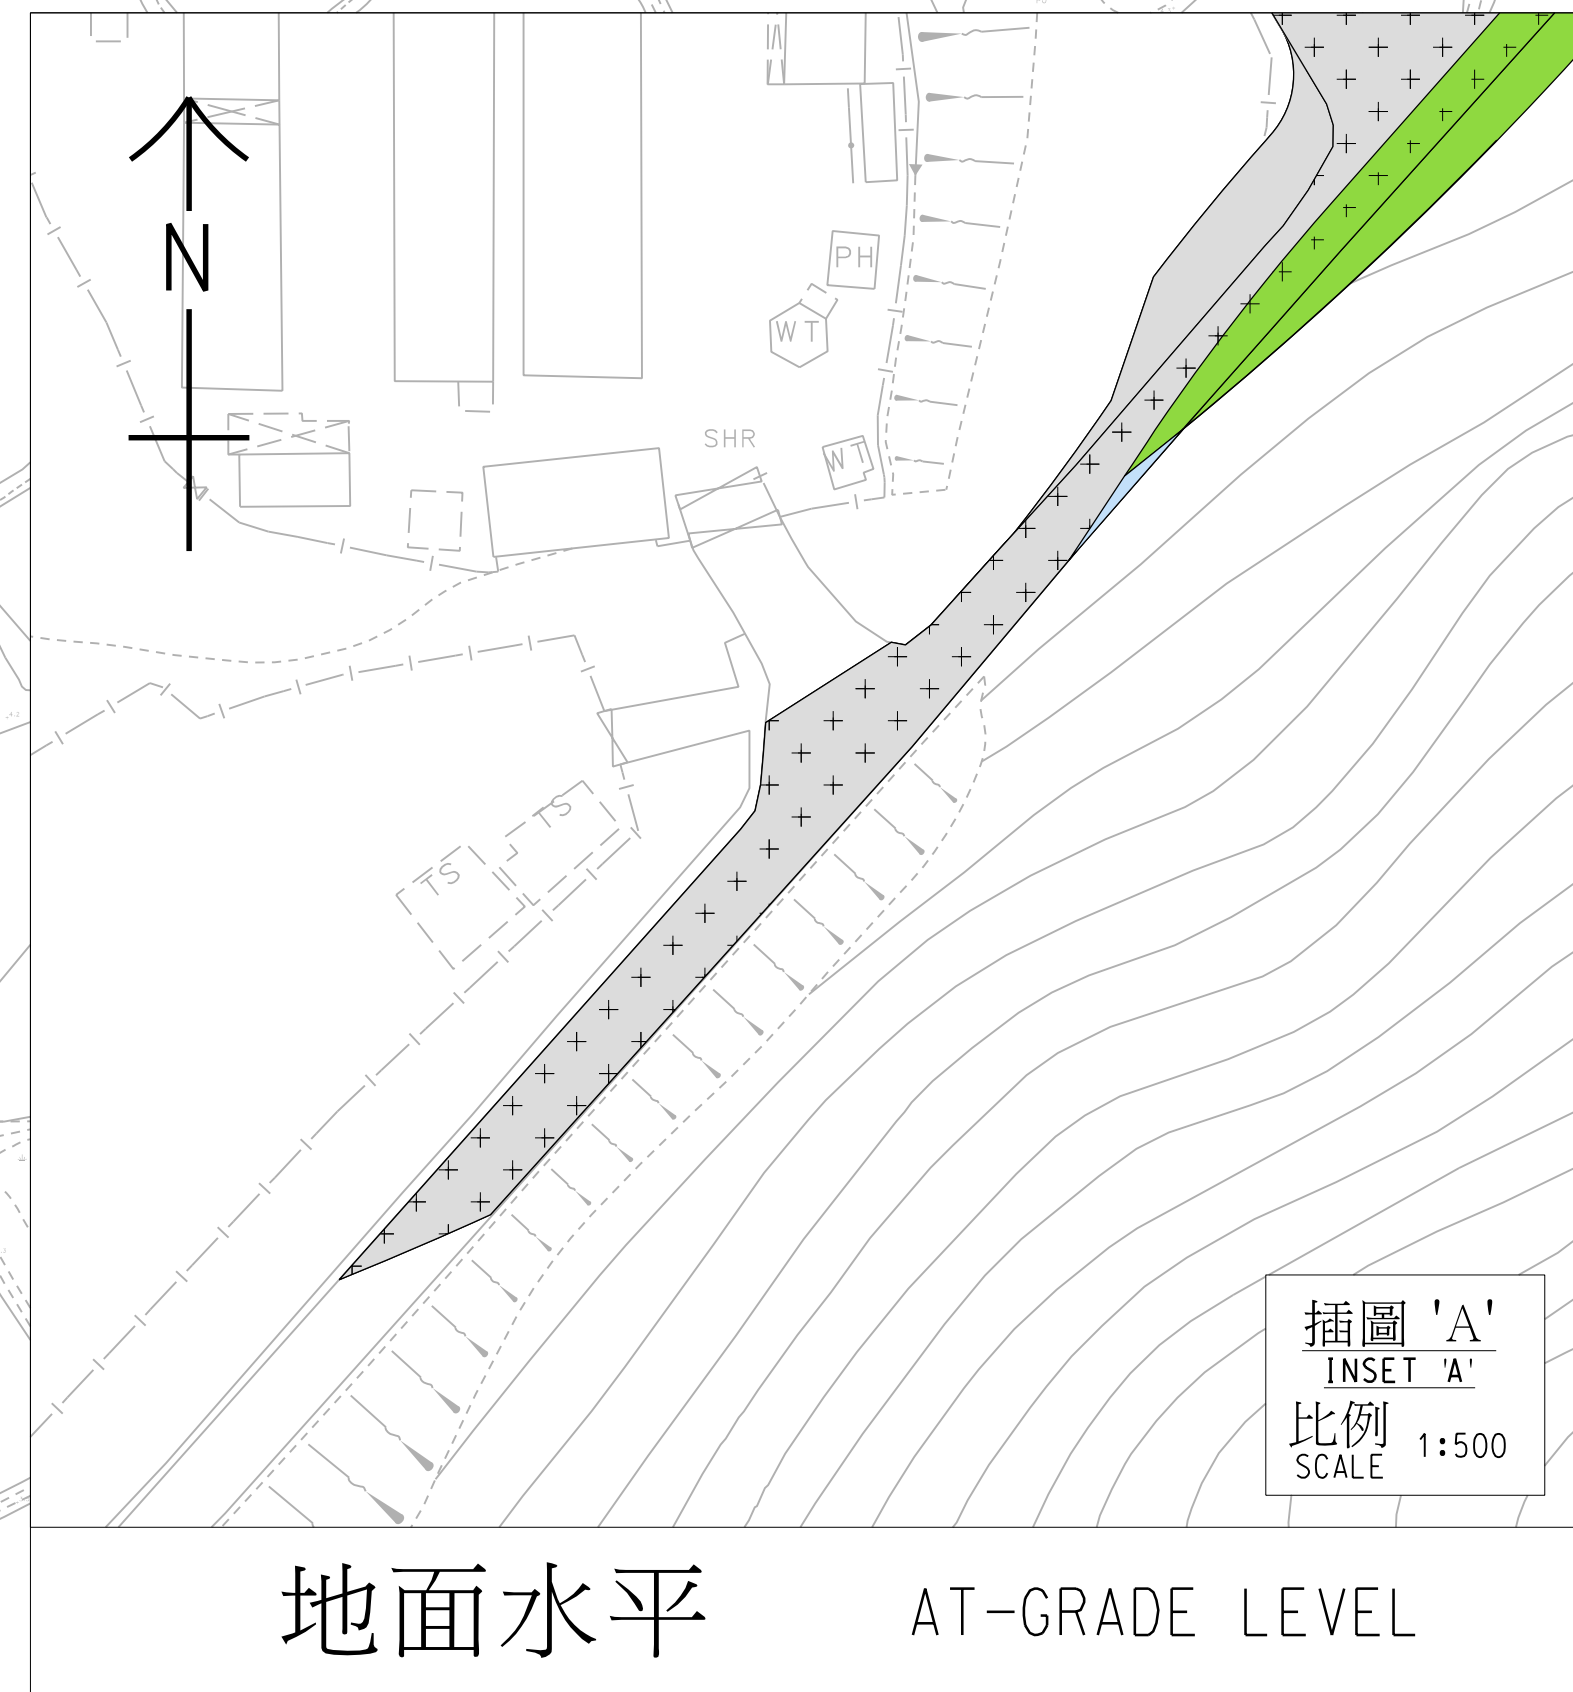 N
PH
WT
SHR
WT
TS
TS
插圖 'A'
INSET 'A'
比例 1:500
SCALE
地面水平 AT-GRADE LEVEL